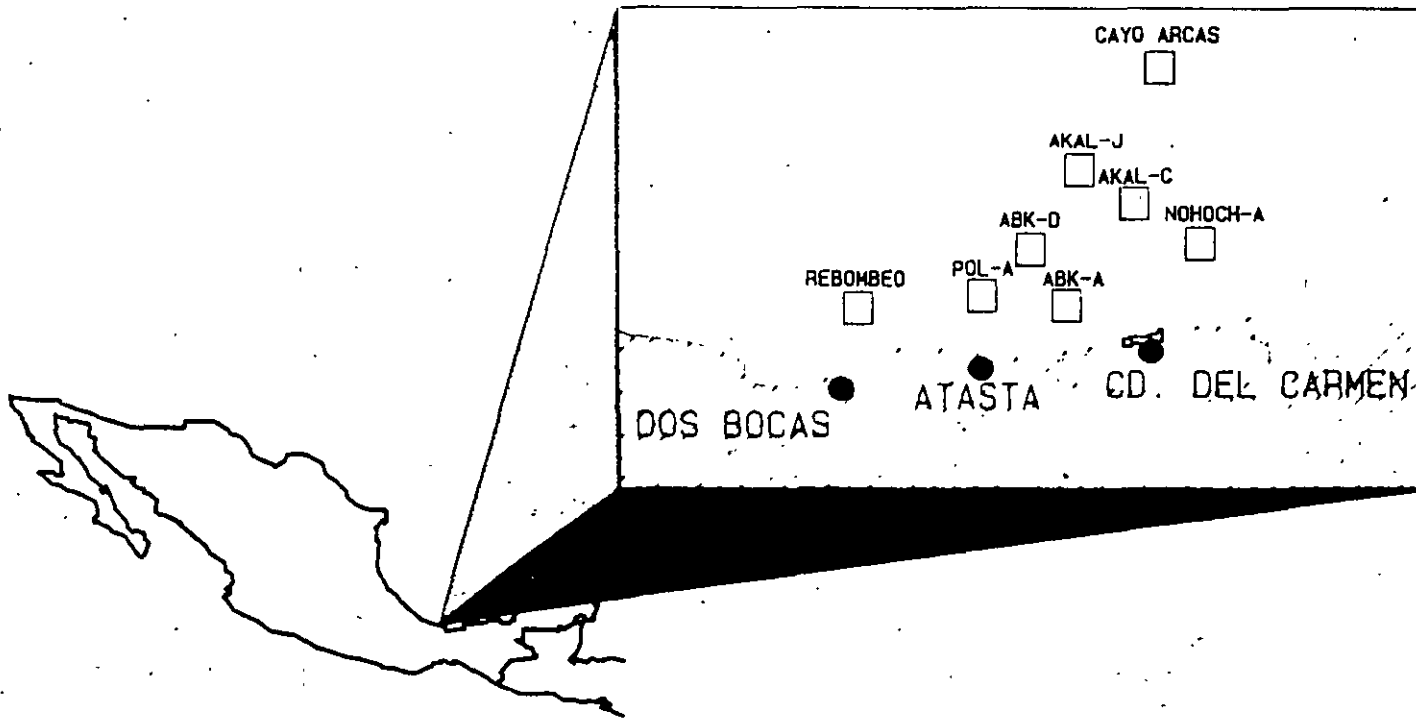 CAYO ARCAS
AKAL-J
AKAL-C
NOHOCH-A
ABK-D
POL-A
ABK-A
REBOMBEO
CD. DEL CARMEN
ATASTA
DOS BOCAS